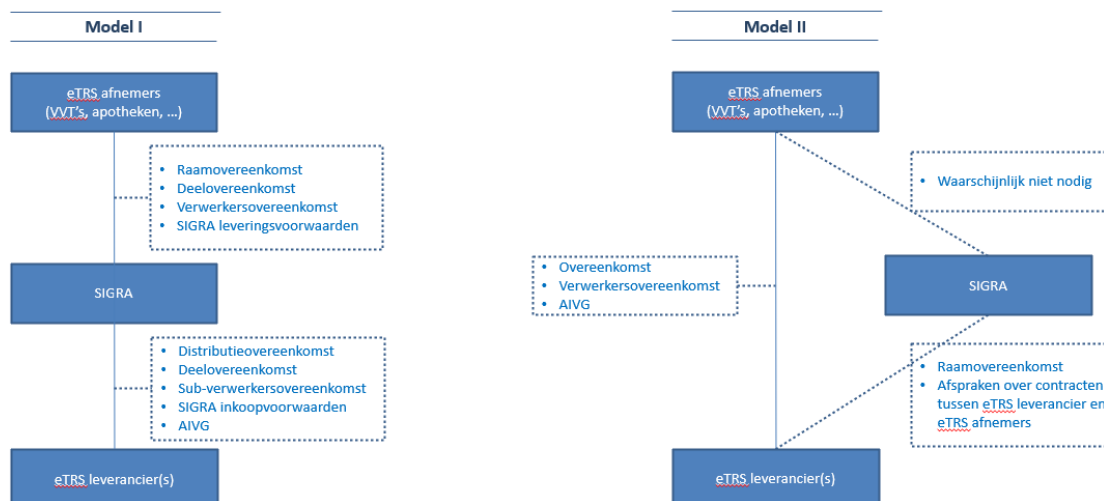 Model I
eTRS afnemers
(VVT's, apotheken, ...)
• Raamovereenkomst
• Deelovereenkomst
• Verwerkersovereenkomst
• SIGRA leveringsvoorwaarden
SIGRA
• Distributieovereenkomst
• Deelovereenkomst
• Sub-verwerkersovereenkomst
• SIGRA inkoopvoorwaarden
• AIVG
eTRS leverancier(s)
Model II
eTRS afnemers
(VVT's, apotheken, ...)
• Waarschijnlijk niet nodig
• Overeenkomst
• Verwerkersovereenkomst
• AIVG
SIGRA
• Raamovereenkomst
• Afspraken over contracten
tussen eTRS leverancier en
eTRS afnemers
eTRS leverancier(s)